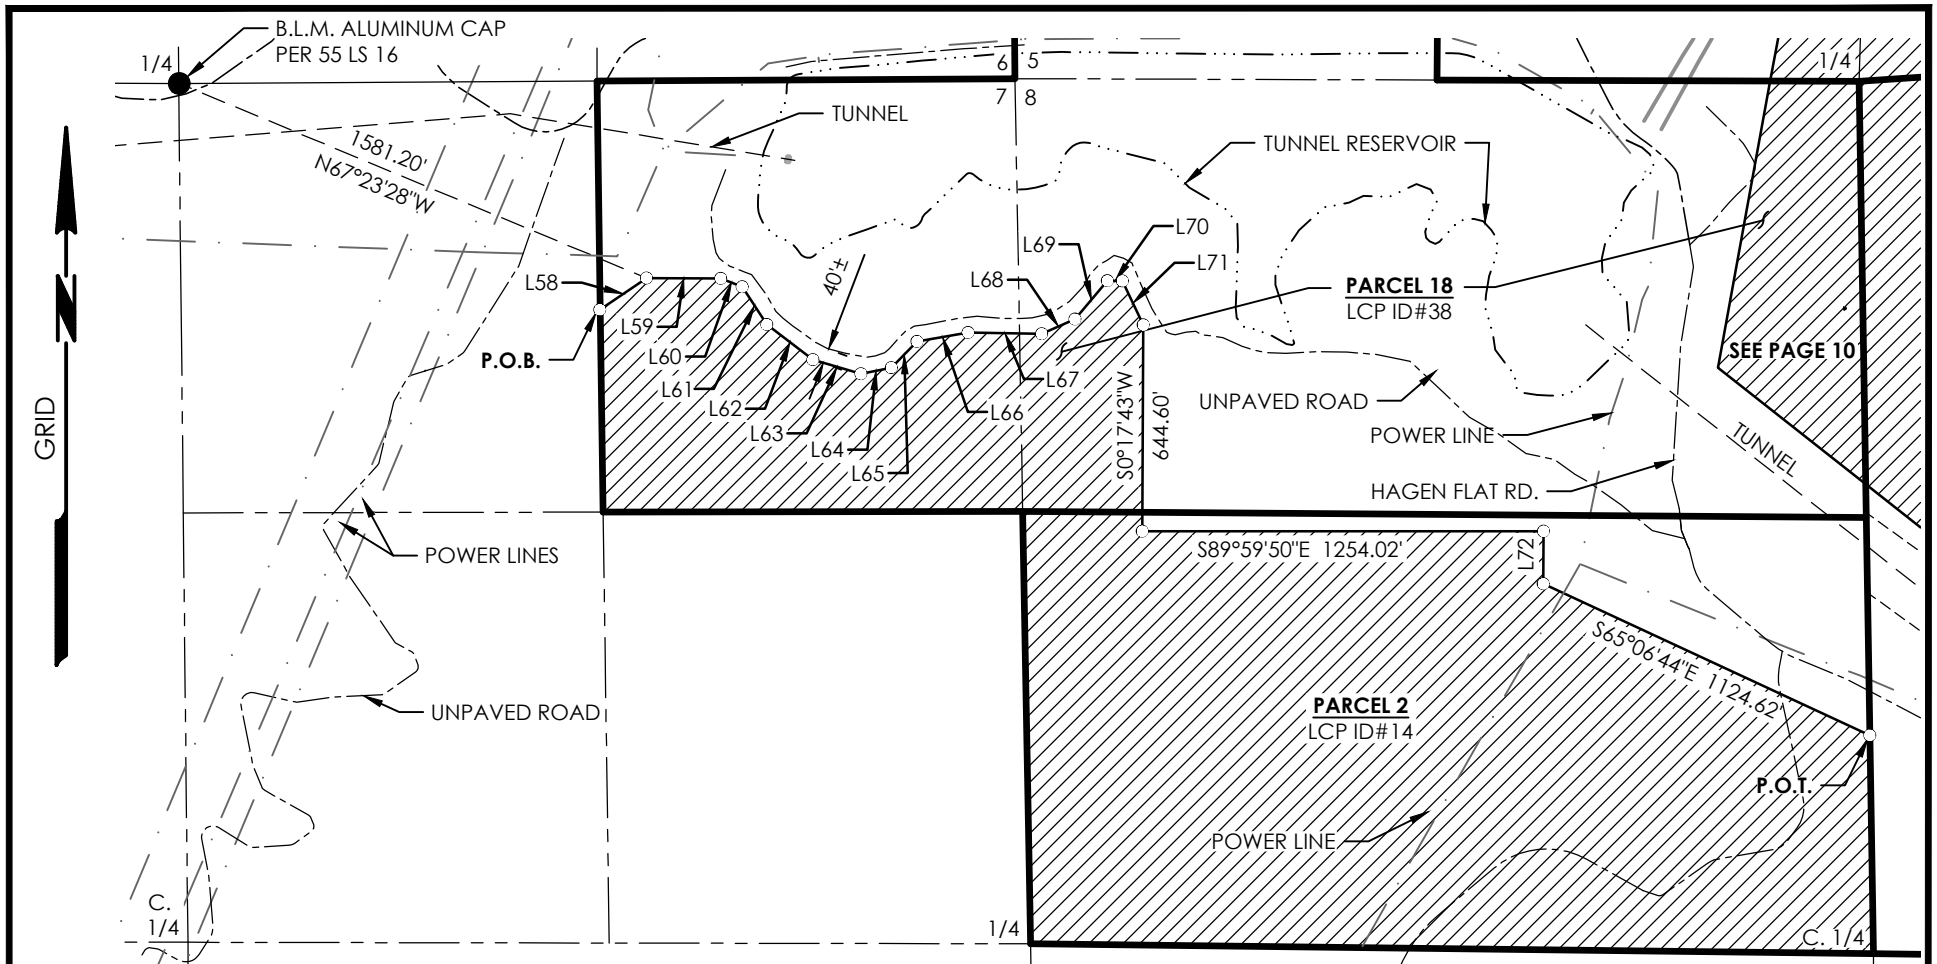 B.L.M. ALUMINUM CAP
PER 55 LS 16
1/4
6 5
7 8
1/4
TUNNEL
1581.20'
N67°23'28"W
TUNNEL RESERVOIR
L70
L69
L71
L68
40'±
L58
PARCEL 18
LCP ID#38
L59
L60
P.O.B.
SEE PAGE 10
L61
L67
L62
L66
UNPAVED ROAD
L63
POWER LINE
L64
L65
S0°17'43"W
644.60'
TUNNEL
HAGEN FLAT RD.
GRID
N
POWER LINES
S89°59'50"E 1254.02'
L72
S65°06'44"E 1124.62'
UNPAVED ROAD
PARCEL 2
LCP ID#14
P.O.T.
POWER LINE
C.
1/4
1/4
C. 1/4